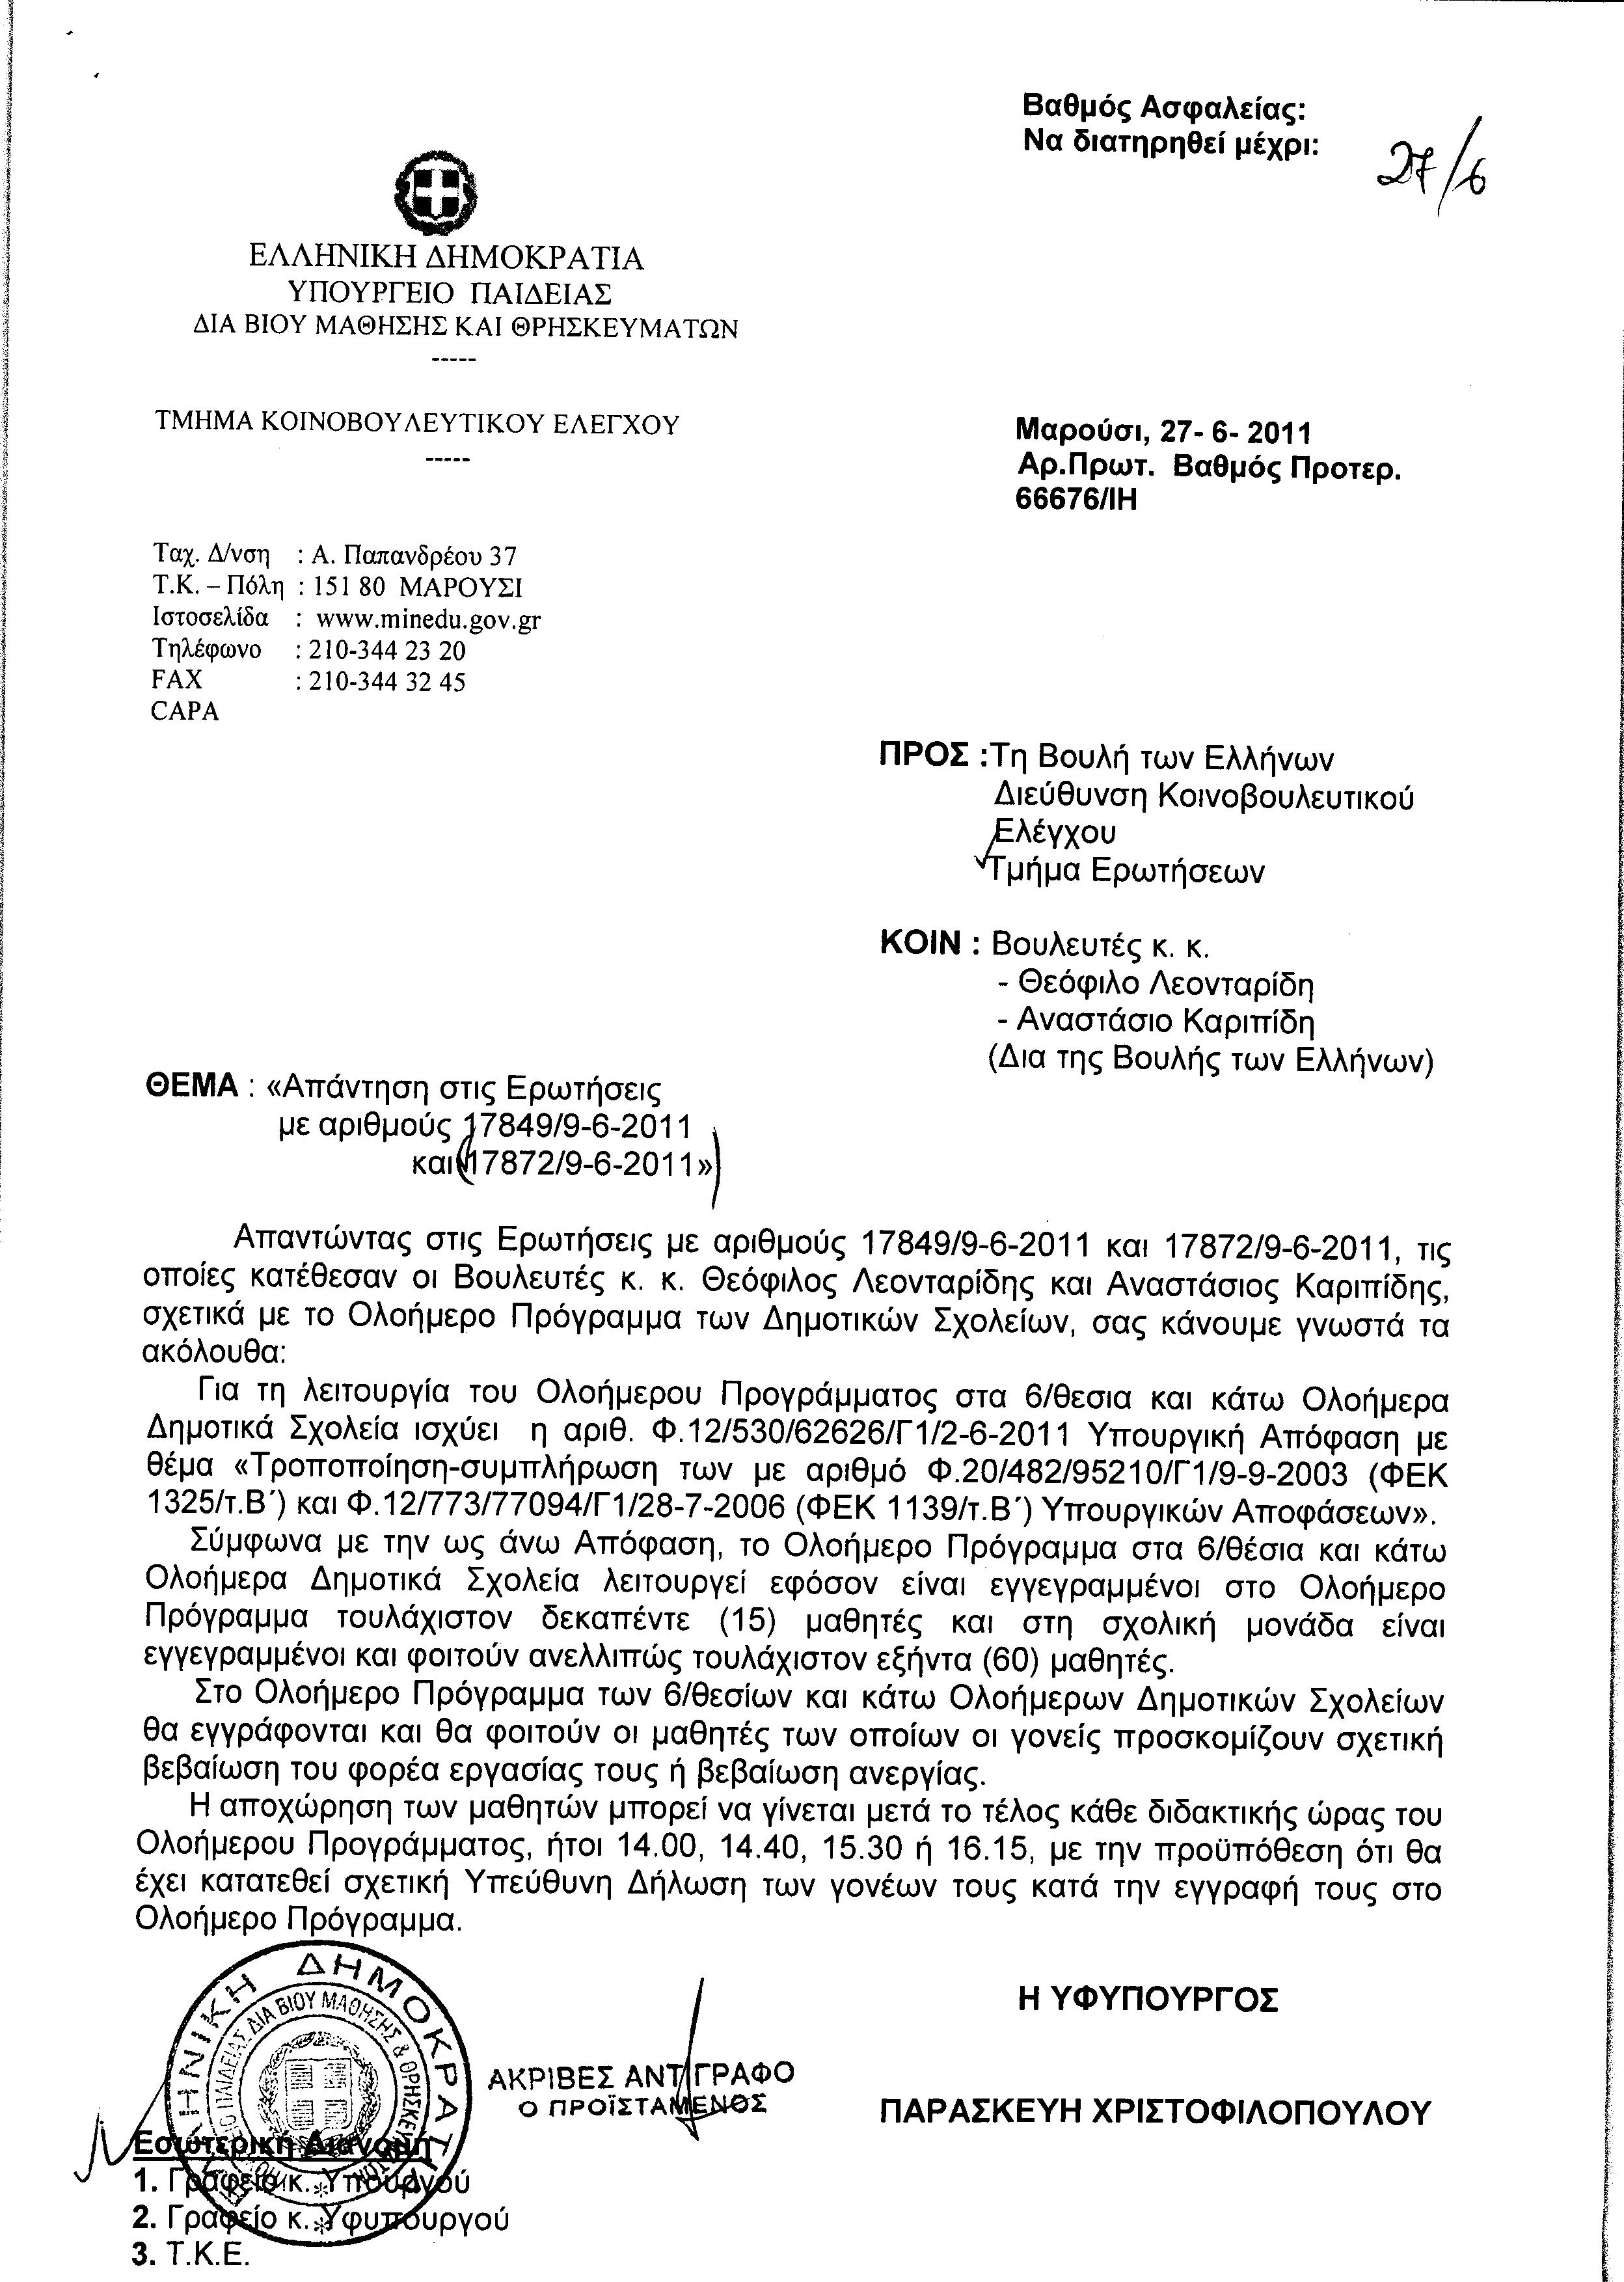 Βαθμός Ασφαλείας:
Να διατηρηθεί μέχρι:
27/6
ΕΛΛΗΝΙΚΗ ΔΗΜΟΚΡΑΤΙΑ
ΥΠΟΥΡΓΕΙΟ ΠΑΙΔΕΙΑΣ
ΔΙΑ ΒΙΟΥ ΜΑΘΗΣΗΣ ΚΑΙ ΘΡΗΣΚΕΥΜΑΤΩΝ
-----
ΤΜΗΜΑ ΚΟΙΝΟΒΟΥΛΕΥΤΙΚΟΥ ΕΛΕΓΧΟΥ
-----
Μαρούσι, 27- 6- 2011
Αρ.Πρωτ. Βαθμός Προτερ.
66676/ΙΗ
Ταχ. Δ/νση : Α. Παπανδρέου 37
Τ.Κ. – Πόλη : 151 80 ΜΑΡΟΥΣΙ
Ιστοσελίδα : www.minedu.gov.gr
Τηλέφωνο : 210-344 23 20
FAX : 210-344 32 45
CAPA
ΠΡΟΣ :Τη Βουλή των Ελλήνων
Διεύθυνση Κοινοβουλευτικού
Ελέγχου
Τμήμα Ερωτήσεων
ΚΟΙΝ : Βουλευτές κ. κ.
- Θεόφιλο Λεονταρίδη
- Αναστάσιο Καριπίδη
(Δια της Βουλής των Ελλήνων)
ΘΕΜΑ : «Απάντηση στις Ερωτήσεις
με αριθμούς 17849/9-6-2011
και 17872/9-6-2011»
Απαντώντας στις Ερωτήσεις με αριθμούς 17849/9-6-2011 και 17872/9-6-2011, τις
οποίες κατέθεσαν οι Βουλευτές κ. κ. Θεόφιλος Λεονταρίδης και Αναστάσιος Καριπίδης,
σχετικά με το Ολοήμερο Πρόγραμμα των Δημοτικών Σχολείων, σας κάνουμε γνωστά τα
ακόλουθα:
Για τη λειτουργία του Ολοήμερου Προγράμματος στα 6/θεσια και κάτω Ολοήμερα
Δημοτικά Σχολεία ισχύει η αριθ. Φ.12/530/62626/Γ1/2-6-2011 Υπουργική Απόφαση με
θέμα «Τροποποίηση-συμπλήρωση των με αριθμό Φ.20/482/95210/Γ1/9-9-2003 (ΦΕΚ
1325/τ.Β΄) και Φ.12/773/77094/Γ1/28-7-2006 (ΦΕΚ 1139/τ.Β΄) Υπουργικών Αποφάσεων».
Σύμφωνα με την ως άνω Απόφαση, το Ολοήμερο Πρόγραμμα στα 6/θέσια και κάτω
Ολοήμερα Δημοτικά Σχολεία λειτουργεί εφόσον είναι εγγεγραμμένοι στο Ολοήμερο
Πρόγραμμα τουλάχιστον δεκαπέντε (15) μαθητές και στη σχολική μονάδα είναι
εγγεγραμμένοι και φοιτούν ανελλιπώς τουλάχιστον εξήντα (60) μαθητές.
Στο Ολοήμερο Πρόγραμμα των 6/θεσίων και κάτω Ολοήμερων Δημοτικών Σχολείων
θα εγγράφονται και θα φοιτούν οι μαθητές των οποίων οι γονείς προσκομίζουν σχετική
βεβαίωση του φορέα εργασίας τους ή βεβαίωση ανεργίας.
Η αποχώρηση των μαθητών μπορεί να γίνεται μετά το τέλος κάθε διδακτικής ώρας του
Ολοήμερου Προγράμματος, ήτοι 14.00, 14.40, 15.30 ή 16.15, με την προϋπόθεση ότι θα
έχει κατατεθεί σχετική Υπεύθυνη Δήλωση των γονέων τους κατά την εγγραφή τους στο
Ολοήμερο Πρόγραμμα.
Η ΥΦΥΠΟΥΡΓΟΣ
ΑΚΡΙΒΕΣ ΑΝΤΙΓΡΑΦΟ
Ο ΠΡΟΪΣΤΑΜΕΝΟΣ
ΠΑΡΑΣΚΕΥΗ ΧΡΙΣΤΟΦΙΛΟΠΟΥΛΟΥ
Εσωτερική Διανομή
1. Γραφείο κ. Υπουργού
2. Γραφείο κ. Υφυπουργού
3. Τ.Κ.Ε.